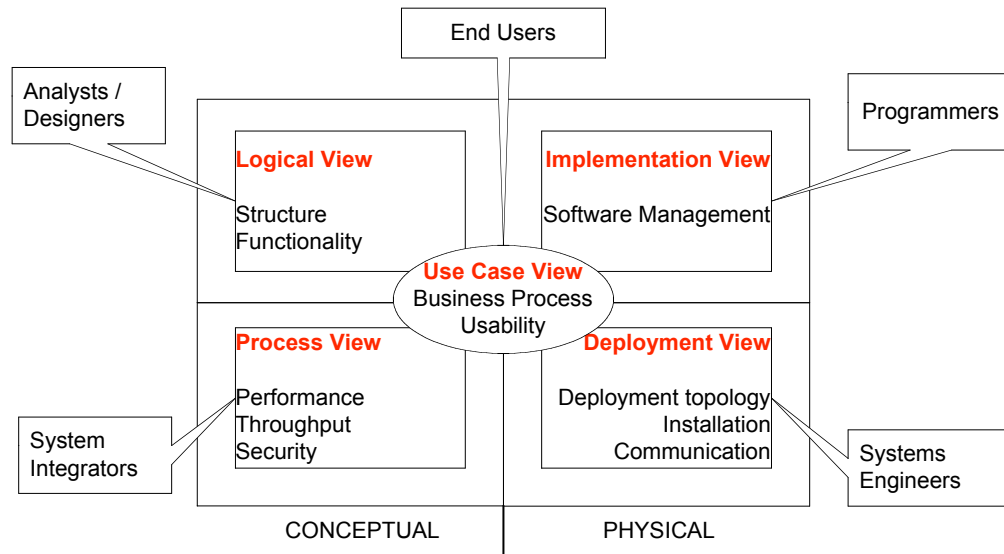 End Users
Analysts /
Designers
Programmers
Logical View
Structure
Functionality
Implementation View
Software Management
Use Case View
Business Process
Usability
Process View
Performance
Throughput
Security
Deployment View
Deployment topology
Installation
Communication
System
Integrators
Systems
Engineers
CONCEPTUAL
PHYSICAL